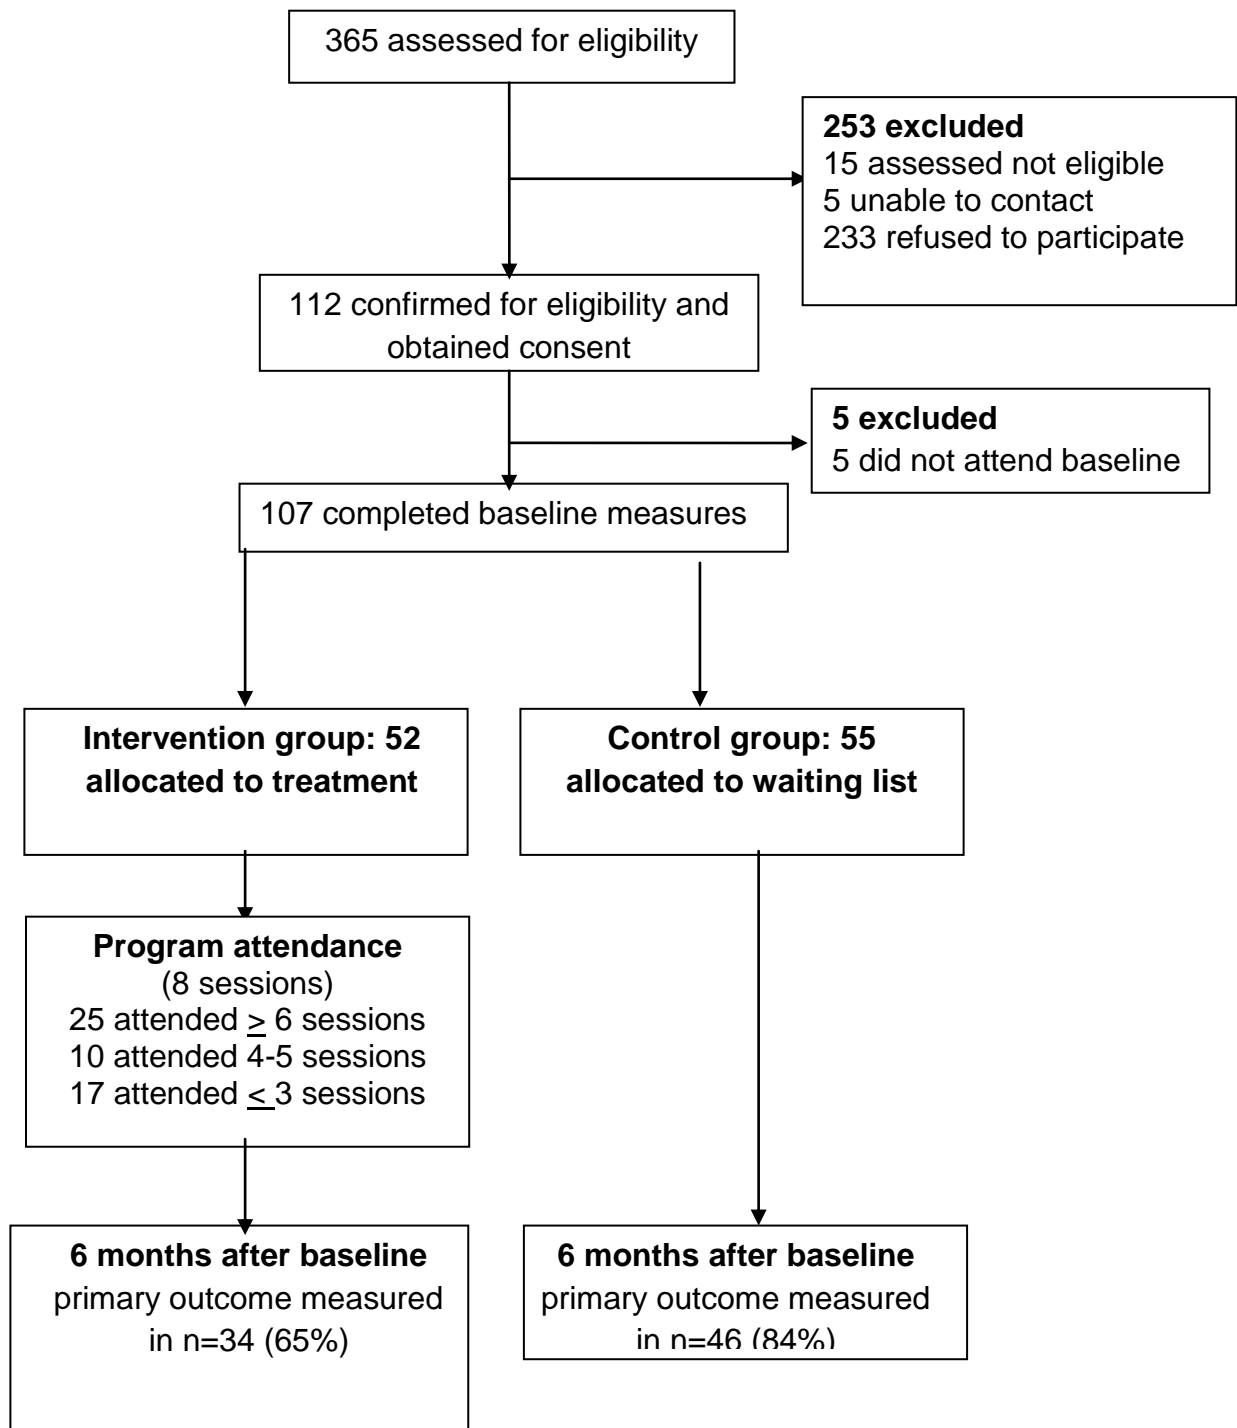 365 assessed for eligibility
253 excluded
15 assessed not eligible
5 unable to contact
233 refused to participate
112 confirmed for eligibility and
obtained consent
5 excluded
5 did not attend baseline
107 completed baseline measures
Intervention group: 52
allocated to treatment
Control group: 55
allocated to waiting list
Program attendance
(8 sessions)
25 attended ≥ 6 sessions
10 attended 4-5 sessions
17 attended ≤ 3 sessions
6 months after baseline
primary outcome measured
in n=34 (65%)
6 months after baseline
primary outcome measured
in n=46 (84%)